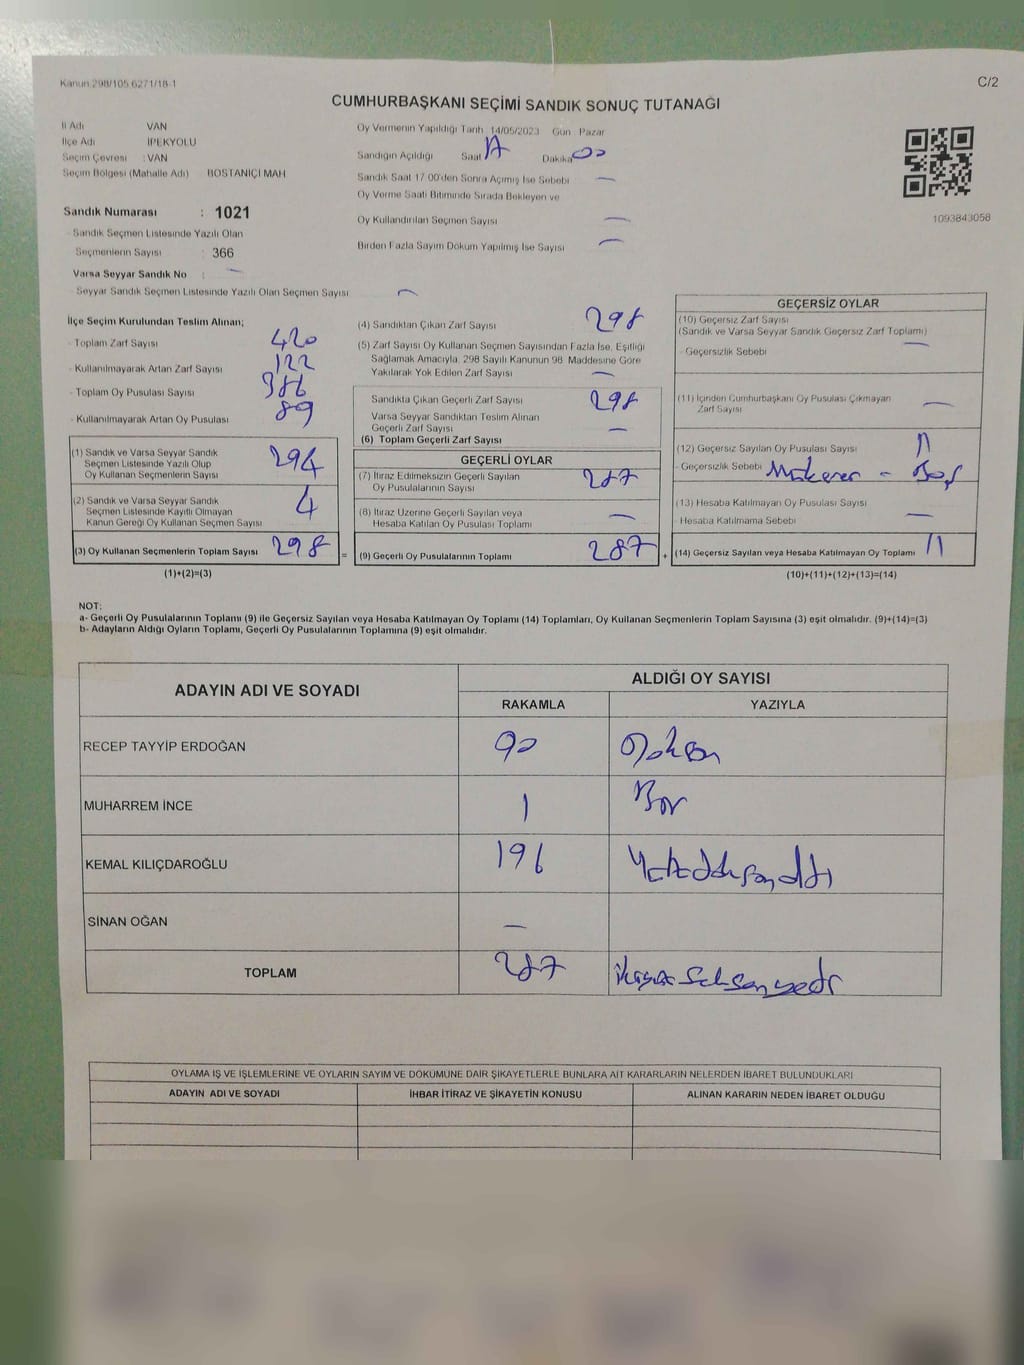 Kanun 298/105 6271/18-1
C/2
CUMHURBAŞKANI SEÇİMİ SANDIK SONUÇ TUTANAĞI
İl Adı VAN
İlçe Adı İPEKYOLU
Seçim Çevresi : VAN
Seçim Bölgesi (Mahalle Adı) BOSTANİÇİ MAH
Sandık Numarası : 1021
Sandık Seçmen Listesinde Yazılı Olan
Seçmenlerin Sayısı : 366
Varsa Seyyar Sandık No : -
Seyyar Sandık Seçmen Listesinde Yazılı Olan Seçmen Sayısı -
Oy Vermenin Yapıldığı Tarih 14/05/2023 Gün Pazar
Sandığın Açıldığı Saat Dakika 00
Sandık Saat 17 00'den Sonra Açımış İse Sebebi -
Oy Verme Saati Bitiminde Sırada Bekleyen ve
Oy Kullandırılan Seçmen Sayısı -
Birden Fazla Sayım Döküm Yapılmış İse Sayısı -
1093843058
İlçe Seçim Kurulundan Teslim Alınan;
- Toplam Zarf Sayısı 420
- Kullanılmayarak Artan Zarf Sayısı 122
- Toplam Oy Pusulası Sayısı 386
- Kullanılmayarak Artan Oy Pusulası 89
(1) Sandık ve Varsa Seyyar Sandık
Seçmen Listesinde Yazılı Olup
Oy Kullanan Seçmenlerin Sayısı 294
(2) Sandık ve Varsa Seyyar Sandık
Seçmen Listesinde Kayıtlı Olmayan
Kanun Gereği Oy Kullanan Seçmen Sayısı 4
(3) Oy Kullanan Seçmenlerin Toplam Sayısı 298 =
(1)+(2)=(3)
(4) Sandıktan Çıkan Zarf Sayısı 298
(5) Zarf Sayısı Oy Kullanan Seçmen Sayısından Fazla İse, Eşitliği
Sağlamak Amacıyla, 298 Sayılı Kanunun 98 Maddesine Göre
Yakılarak Yok Edilen Zarf Sayısı -
Sandıkta Çıkan Geçerli Zarf Sayısı 298
Varsa Seyyar Sandıktan Teslim Alınan
Geçerli Zarf Sayısı -
(6) Toplam Geçerli Zarf Sayısı
GEÇERLİ OYLAR
(7) İtiraz Edilmeksizin Geçerli Sayılan
Oy Pusulasının Sayısı 287
(8) İtiraz Üzerine Geçerli Sayılan veya
Hesaba Katılan Oy Pusulası Toplamı -
(9) Geçerli Oy Pusulalarının Toplamı 287 +
GEÇERSİZ OYLAR
(10) Geçersiz Zarf Sayısı
(Sandık ve Varsa Seyyar Sandık Geçersiz Zarf Toplamı)
- Geçersizlik Sebebi -
(11) İçinden Cumhurbaşkanı Oy Pusulası Çıkmayan
Zarf Sayısı -
(12) Geçersiz Sayılan Oy Pusulası Sayısı 11
- Geçersizlik Sebebi Mükerrer - Boş
(13) Hesaba Katılmayan Oy Pusulası Sayısı
- Hesaba Katılmama Sebebi -
(14) Geçersiz Sayılan veya Hesaba Katılmayan Oy Toplamı 11
(10)+(11)+(12)+(13)=(14)
NOT:
a- Geçerli Oy Pusulalarının Toplamı (9) ile Geçersiz Sayılan veya Hesaba Katılmayan Oy Toplamı (14) Toplamları, Oy Kullanan Seçmenlerin Toplam Sayısına (3) eşit olmalıdır. (9)+(14)=(3)
b- Adayların Aldığı Oyların Toplamı, Geçerli Oy Pusulalarının Toplamına (9) eşit olmalıdır.
ADAYIN ADI VE SOYADI ALDIĞI OY SAYISI
RAKAMLA YAZIYLA
RECEP TAYYİP ERDOĞAN 90 Doksan
MUHARREM İNCE 1 Bir
KEMAL KILIÇDAROĞLU 196 Yüzdoksanaltı
SİNAN OĞAN -
TOPLAM 287 ikiyüz Seksenyedi
OYLAMA İŞ VE İŞLEMLERİNE VE OYLARIN SAYIM VE DÖKÜMÜNE DAİR ŞİKAYETLERLE BUNLARA AİT KARARLARIN NELERDEN İBARET BULUNDUKLARI
ADAYIN ADI VE SOYADI İHBAR İTİRAZ VE ŞİKAYETİN KONUSU ALINAN KARARIN NEDEN İBARET OLDUĞU